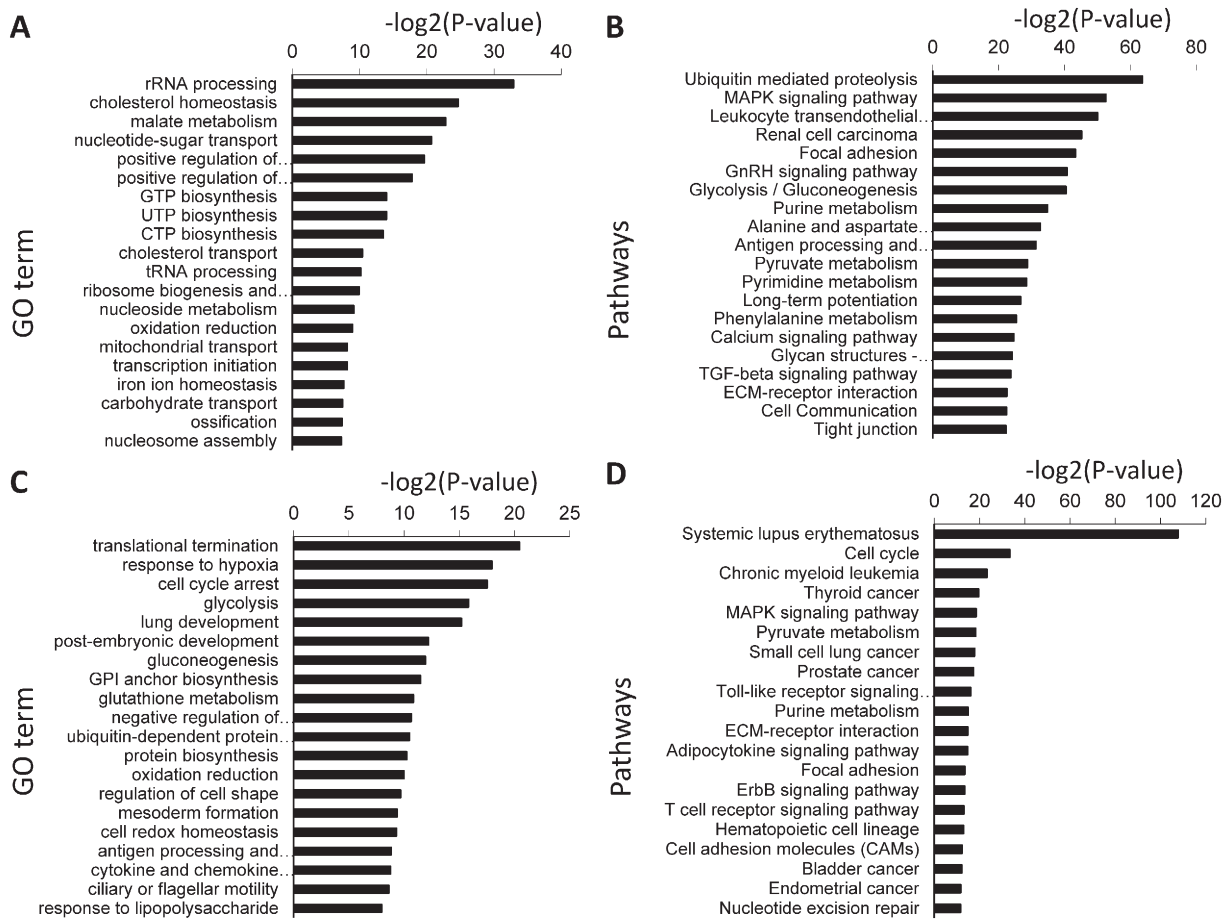 A
-log2(P-value)
0 10 20 30 40
GO term
rRNA processing
cholesterol homeostasis
malate metabolism
nucleotide-sugar transport
positive regulation of...
positive regulation of...
GTP biosynthesis
UTP biosynthesis
CTP biosynthesis
cholesterol transport
tRNA processing
ribosome biogenesis and...
nucleoside metabolism
oxidation reduction
mitochondrial transport
transcription initiation
iron ion homeostasis
carbohydrate transport
ossification
nucleosome assembly
B
-log2(P-value)
0 20 40 60 80
Pathways
Ubiquitin mediated proteolysis
MAPK signaling pathway
Leukocyte transendothelial...
Renal cell carcinoma
Focal adhesion
GnRH signaling pathway
Glycolysis / Gluconeogenesis
Purine metabolism
Alanine and aspartate...
Antigen processing and...
Pyruvate metabolism
Pyrimidine metabolism
Long-term potentiation
Phenylalanine metabolism
Calcium signaling pathway
Glycan structures -...
TGF-beta signaling pathway
ECM-receptor interaction
Cell Communication
Tight junction
C
-log2(P-value)
0 5 10 15 20 25
GO term
translational termination
response to hypoxia
cell cycle arrest
glycolysis
lung development
post-embryonic development
gluconeogenesis
GPI anchor biosynthesis
glutathione metabolism
negative regulation of...
ubiquitin-dependent protein...
protein biosynthesis
oxidation reduction
regulation of cell shape
mesoderm formation
cell redox homeostasis
antigen processing and...
cytokine and chemokine...
ciliary or flagellar motility
response to lipopolysaccharide
D
-log2(P-value)
0 20 40 60 80 100 120
Pathways
Systemic lupus erythematosus
Cell cycle
Chronic myeloid leukemia
Thyroid cancer
MAPK signaling pathway
Pyruvate metabolism
Small cell lung cancer
Prostate cancer
Toll-like receptor signaling...
Purine metabolism
ECM-receptor interaction
Adipocytokine signaling pathway
Focal adhesion
ErbB signaling pathway
T cell receptor signaling pathway
Hematopoietic cell lineage
Cell adhesion molecules (CAMs)
Bladder cancer
Endometrial cancer
Nucleotide excision repair